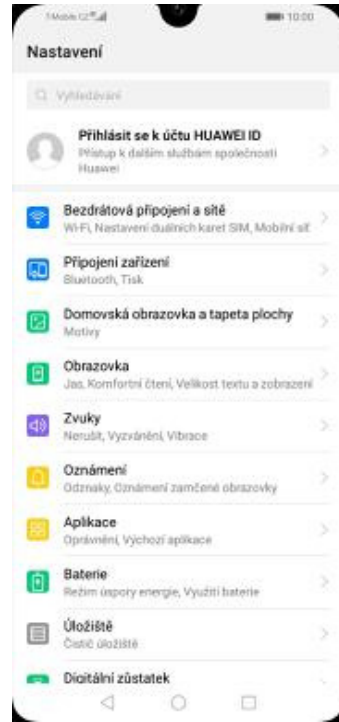 T-Mobile CZ 10:00
Nastavení
Vyhledávání
Přihlásit se k účtu HUAWEI ID
Přístup k dalším službám společnosti
Huawei
Bezdrátová připojení a sítě
Wi-Fi, Nastavení duálních karet SIM, Mobilní síť
Připojení zařízení
Bluetooth, Tisk
Domovská obrazovka a tapeta plochy
Motivy
Obrazovka
Jas, Komfortní čtení, Velikost textu a zobrazení
Zvuky
Nerušit, Vyzvánění, Vibrace
Oznámení
Odznaky, Oznámení zamčené obrazovky
Aplikace
Oprávnění, Výchozí aplikace
Baterie
Režim úspory energie, Využití baterie
Úložiště
Čistič úložiště
Digitální zůstatek